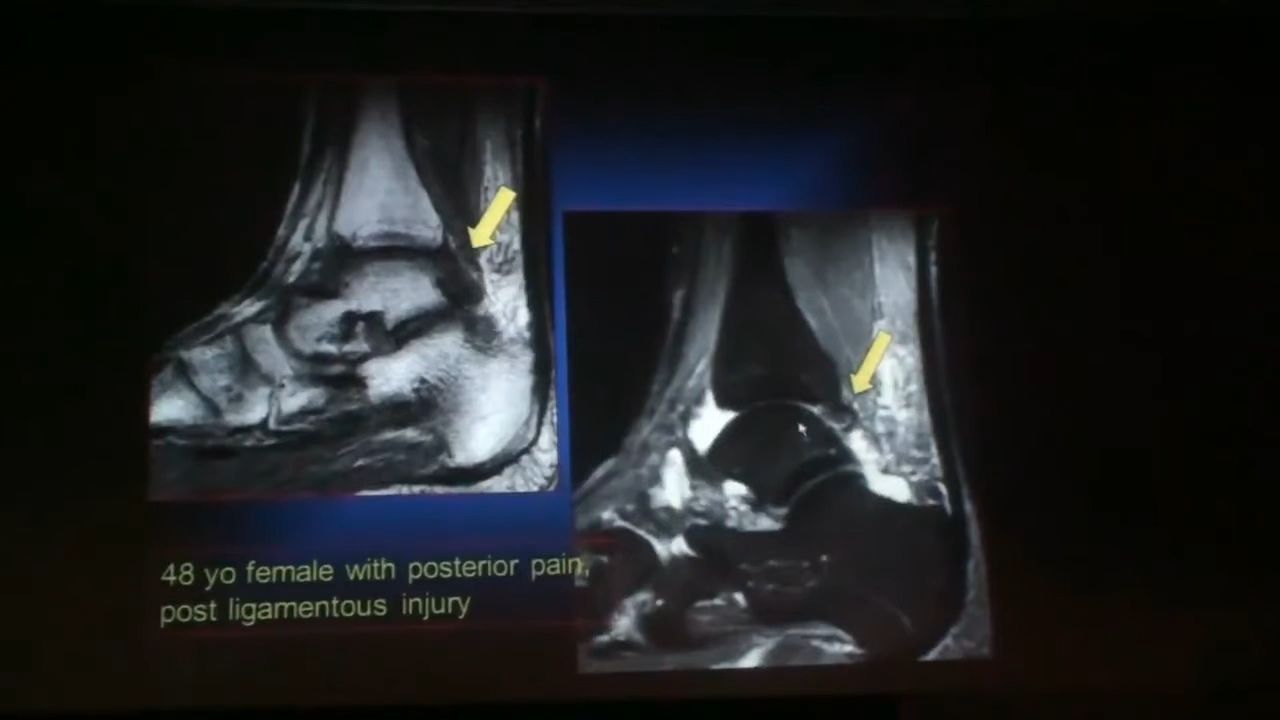 48 yo female with posterior pain,
post ligamentous injury